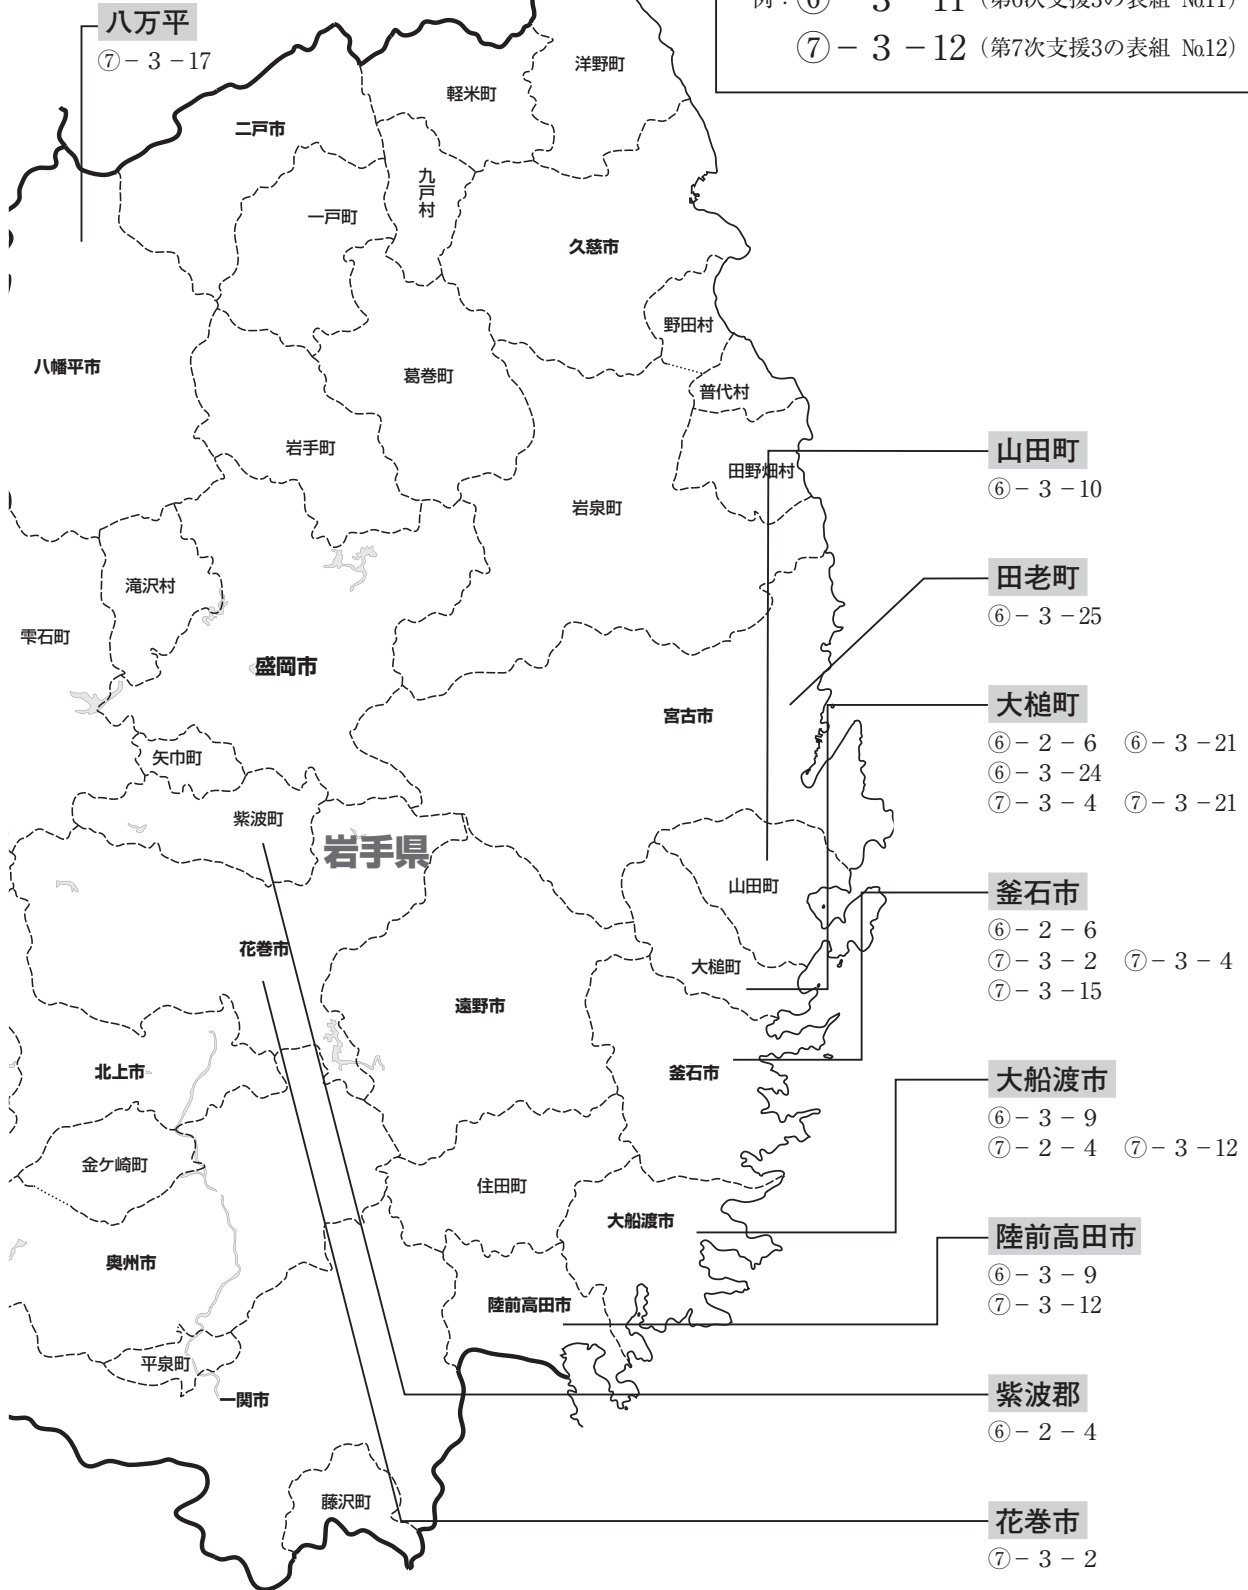 例：⑥－ 3 －11（第6次支援3の表組 №11）
⑦－ 3 －12（第7次支援3の表組 №12）
八万平
⑦－ 3 －17
洋野町
軽米町
二戸市
九戸村
一戸町
久慈市
野田村
八幡平市
葛巻町
普代村
岩手町
田野畑村
岩泉町
山田町
⑥－ 3 －10
滝沢村
田老町
⑥－ 3 －25
雫石町
盛岡市
宮古市
大槌町
⑥－ 2 － 6　⑥－ 3 －21
⑥－ 3 －24
⑦－ 3 － 4　⑦－ 3 －21
矢巾町
紫波町
岩手県
山田町
釜石市
⑥－ 2 － 6
⑦－ 3 － 2　⑦－ 3 － 4
⑦－ 3 －15
花巻市
大槌町
遠野市
北上市
釜石市
大船渡市
⑥－ 3 － 9
⑦－ 2 － 4　⑦－ 3 －12
金ケ崎町
住田町
大船渡市
奥州市
陸前高田市
⑥－ 3 － 9
⑦－ 3 －12
陸前高田市
平泉町
一関市
紫波郡
⑥－ 2 － 4
藤沢町
花巻市
⑦－ 3 － 2